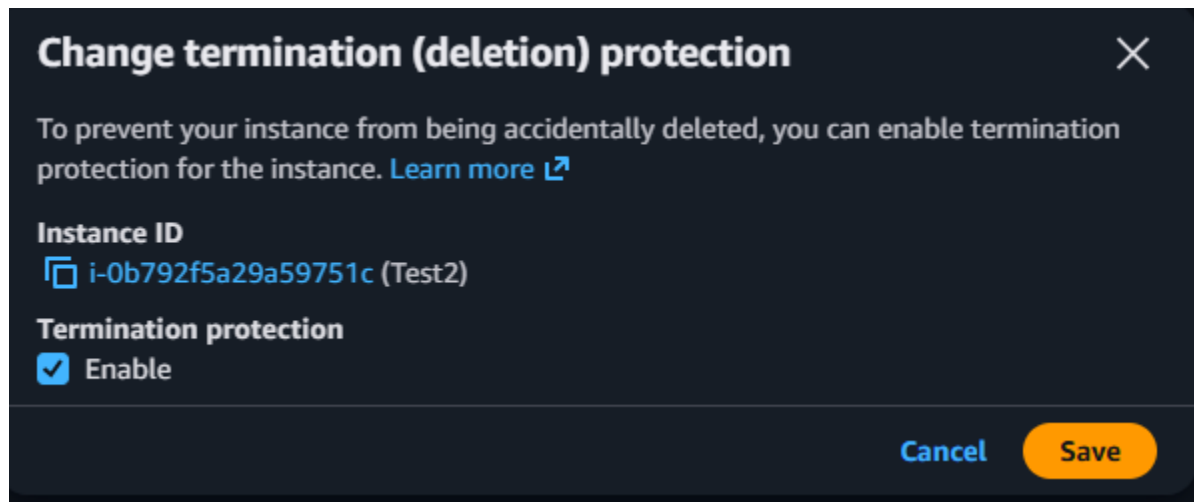 Change termination (deletion) protection
To prevent your instance from being accidentally deleted, you can enable termination
protection for the instance. Learn more
Instance ID
i-0b792f5a29a59751c (Test2)
Termination protection
Enable
Cancel Save